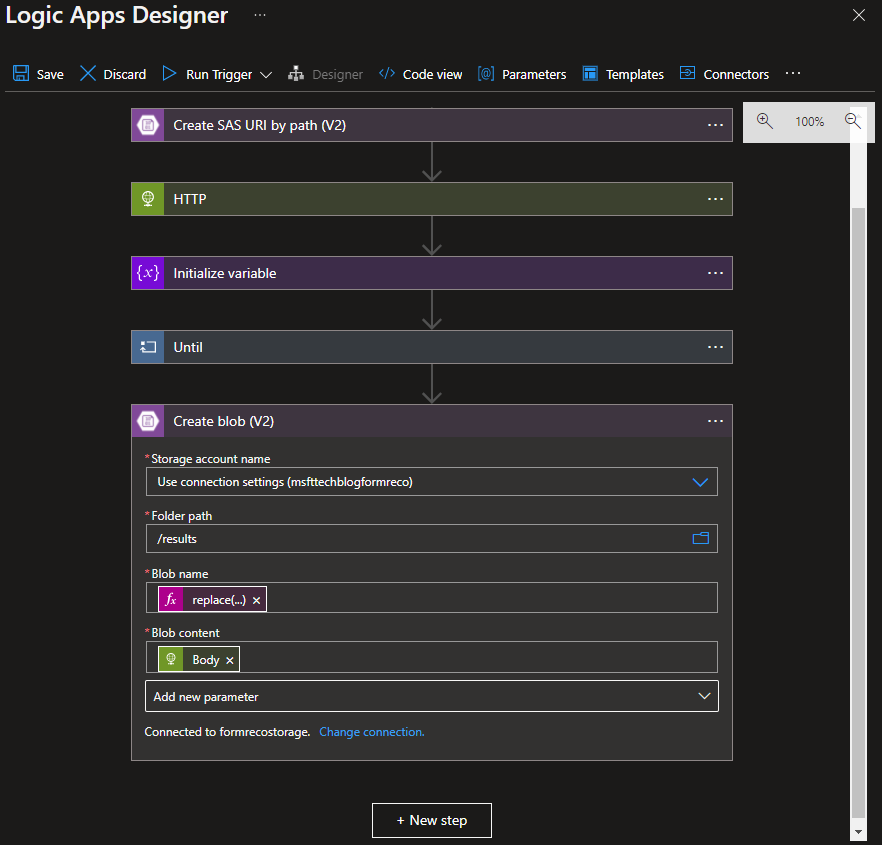 Logic Apps Designer ...
Save Discard Run Trigger Designer </> Code view [@] Parameters Templates Connectors ...
Create SAS URI by path (V2) ...
100%
HTTP ...
{x} Initialize variable ...
Until ...
Create blob (V2) ...
*Storage account name
Use connection settings (msfttechblogformreco)
*Folder path
/results
*Blob name
fx replace(...) ×
*Blob content
Body ×
Add new parameter
Connected to formrecostorage. Change connection.
+ New step